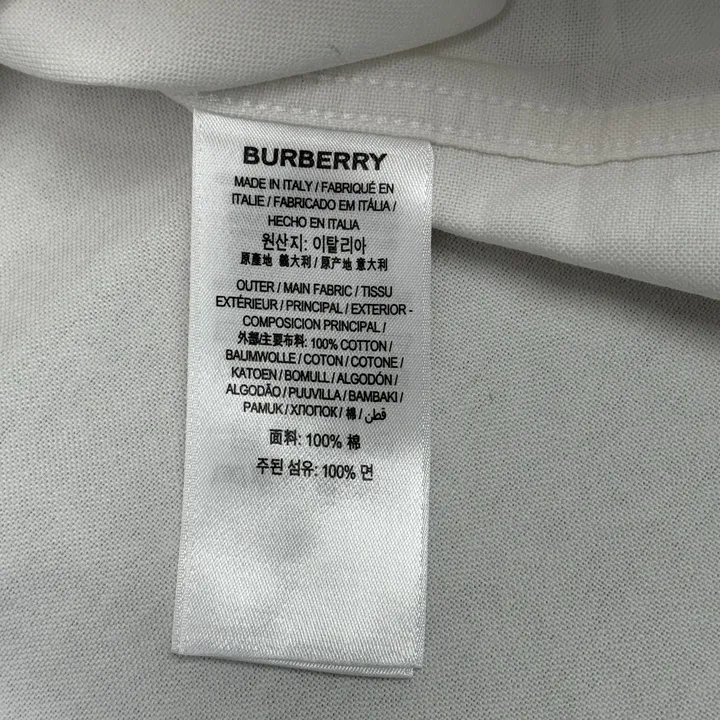 BURBERRY
MADE IN ITALY / FABRIQUÉ EN
ITALIE / FABRICADO EM ITÁLIA /
HECHO EN ITALIA
원산지: 이탈리아
原產地 義大利 / 原产地 意大利
OUTER / MAIN FABRIC / TISSU
EXTÉRIEUR / PRINCIPAL / EXTERIOR -
COMPOSICION PRINCIPAL /
外部/主要布料: 100% COTTON /
BAUMWOLLE / COTON / COTONE /
KATOEN / BOMULL / ALGODÓN /
ALGODÃO / PUUVILLA / BAMBAKI /
PAMUK / ХЛОПОК / 棉 / قطن
面料: 100% 棉
주된 섬유: 100% 면